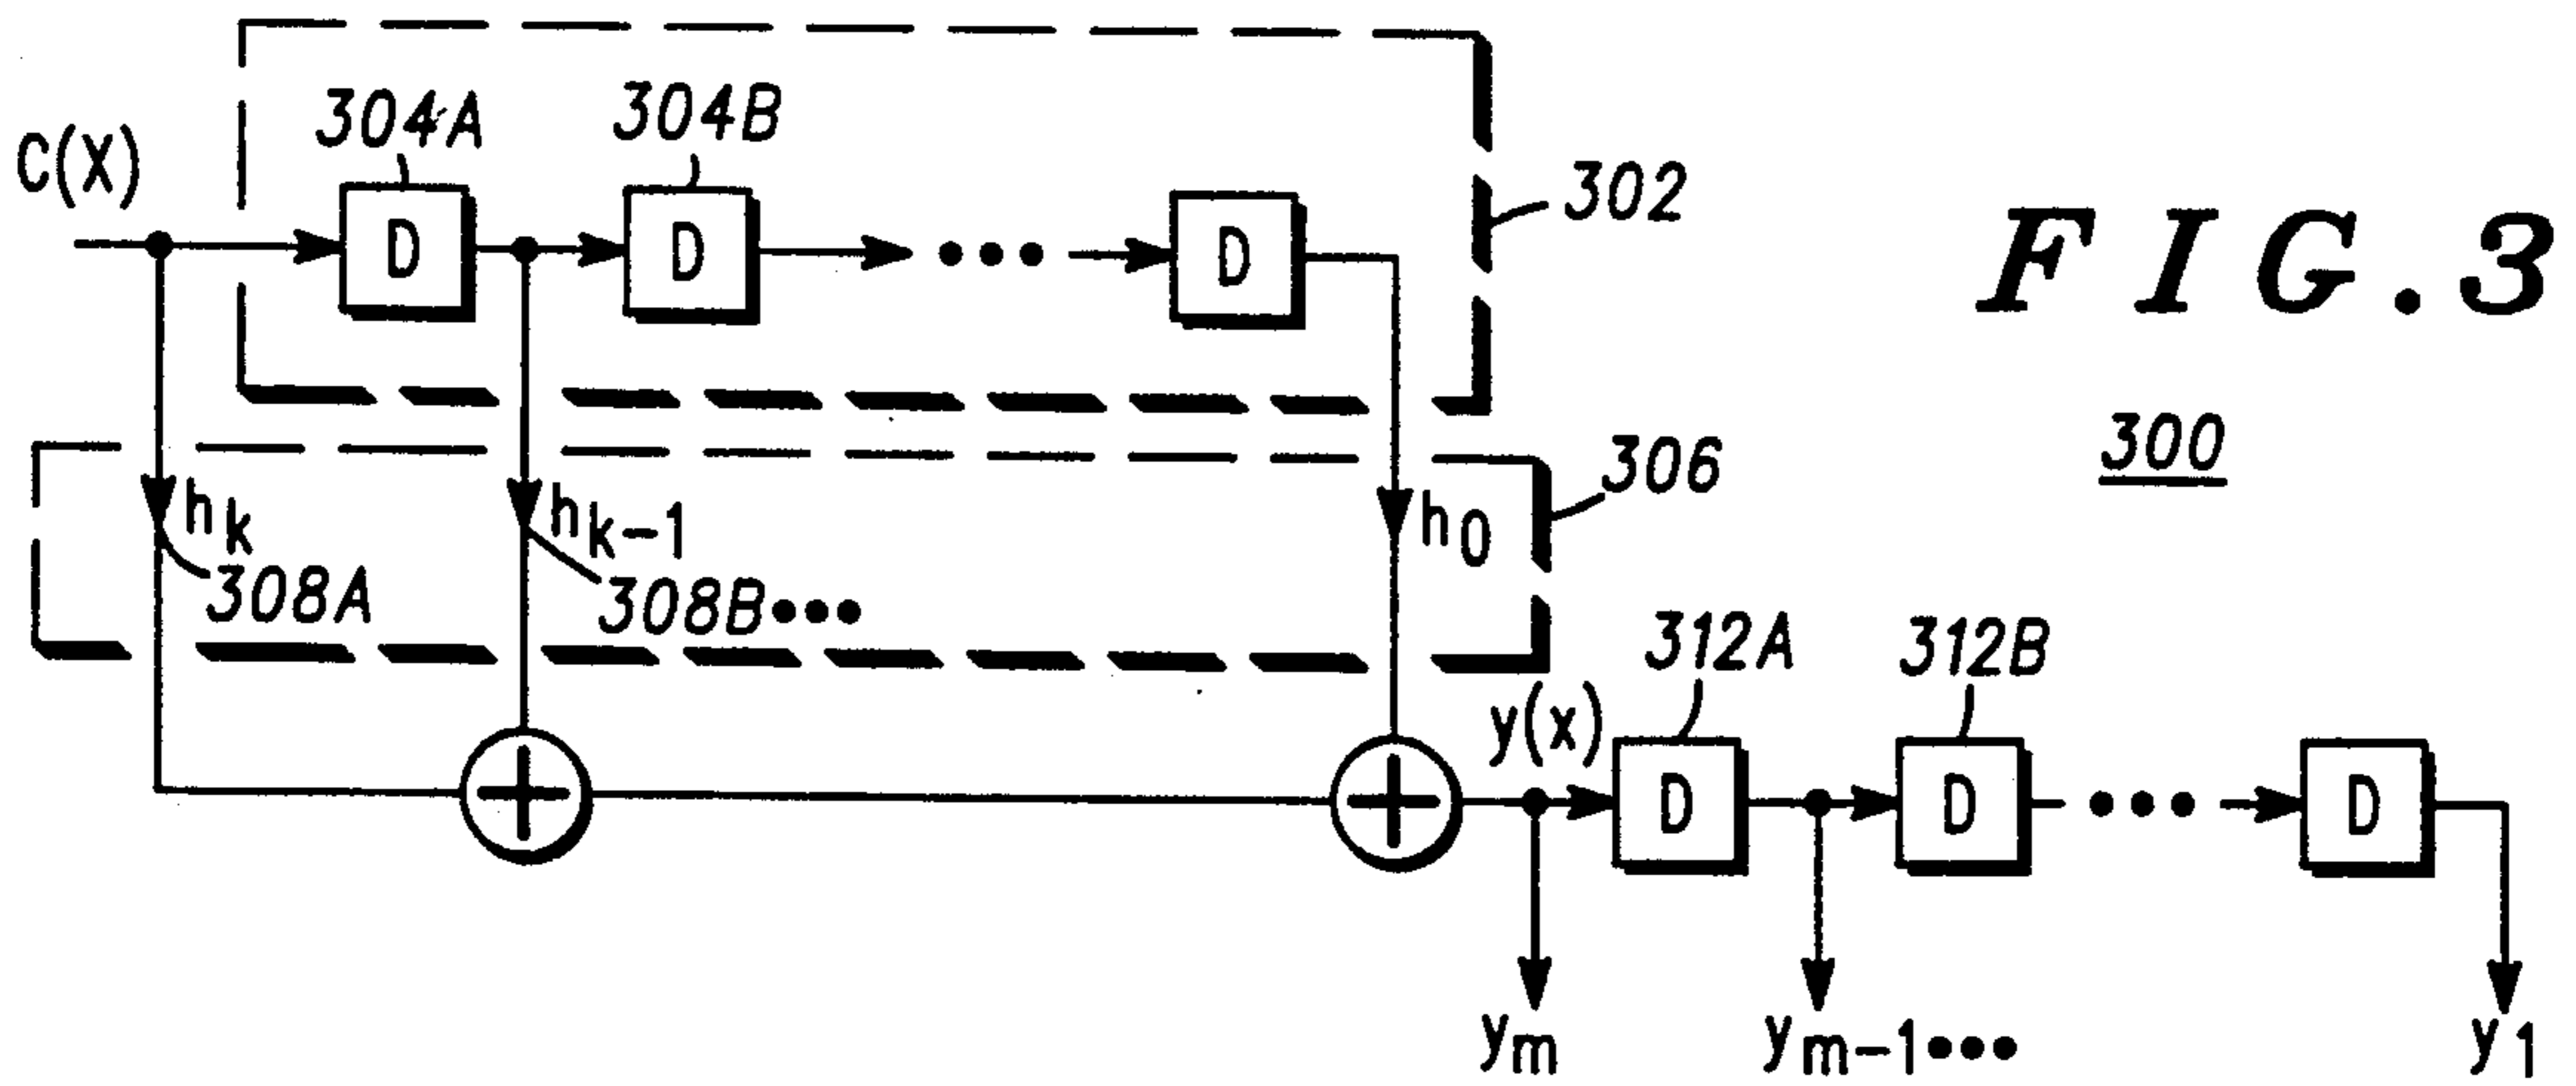 304A
304B
C(X)
D
D
D
302
FIG.3
300
306
hk
hk-1
h0
308A
308B•••
312A
312B
y(x)
D
D
D
ym
ym-1•••
y1